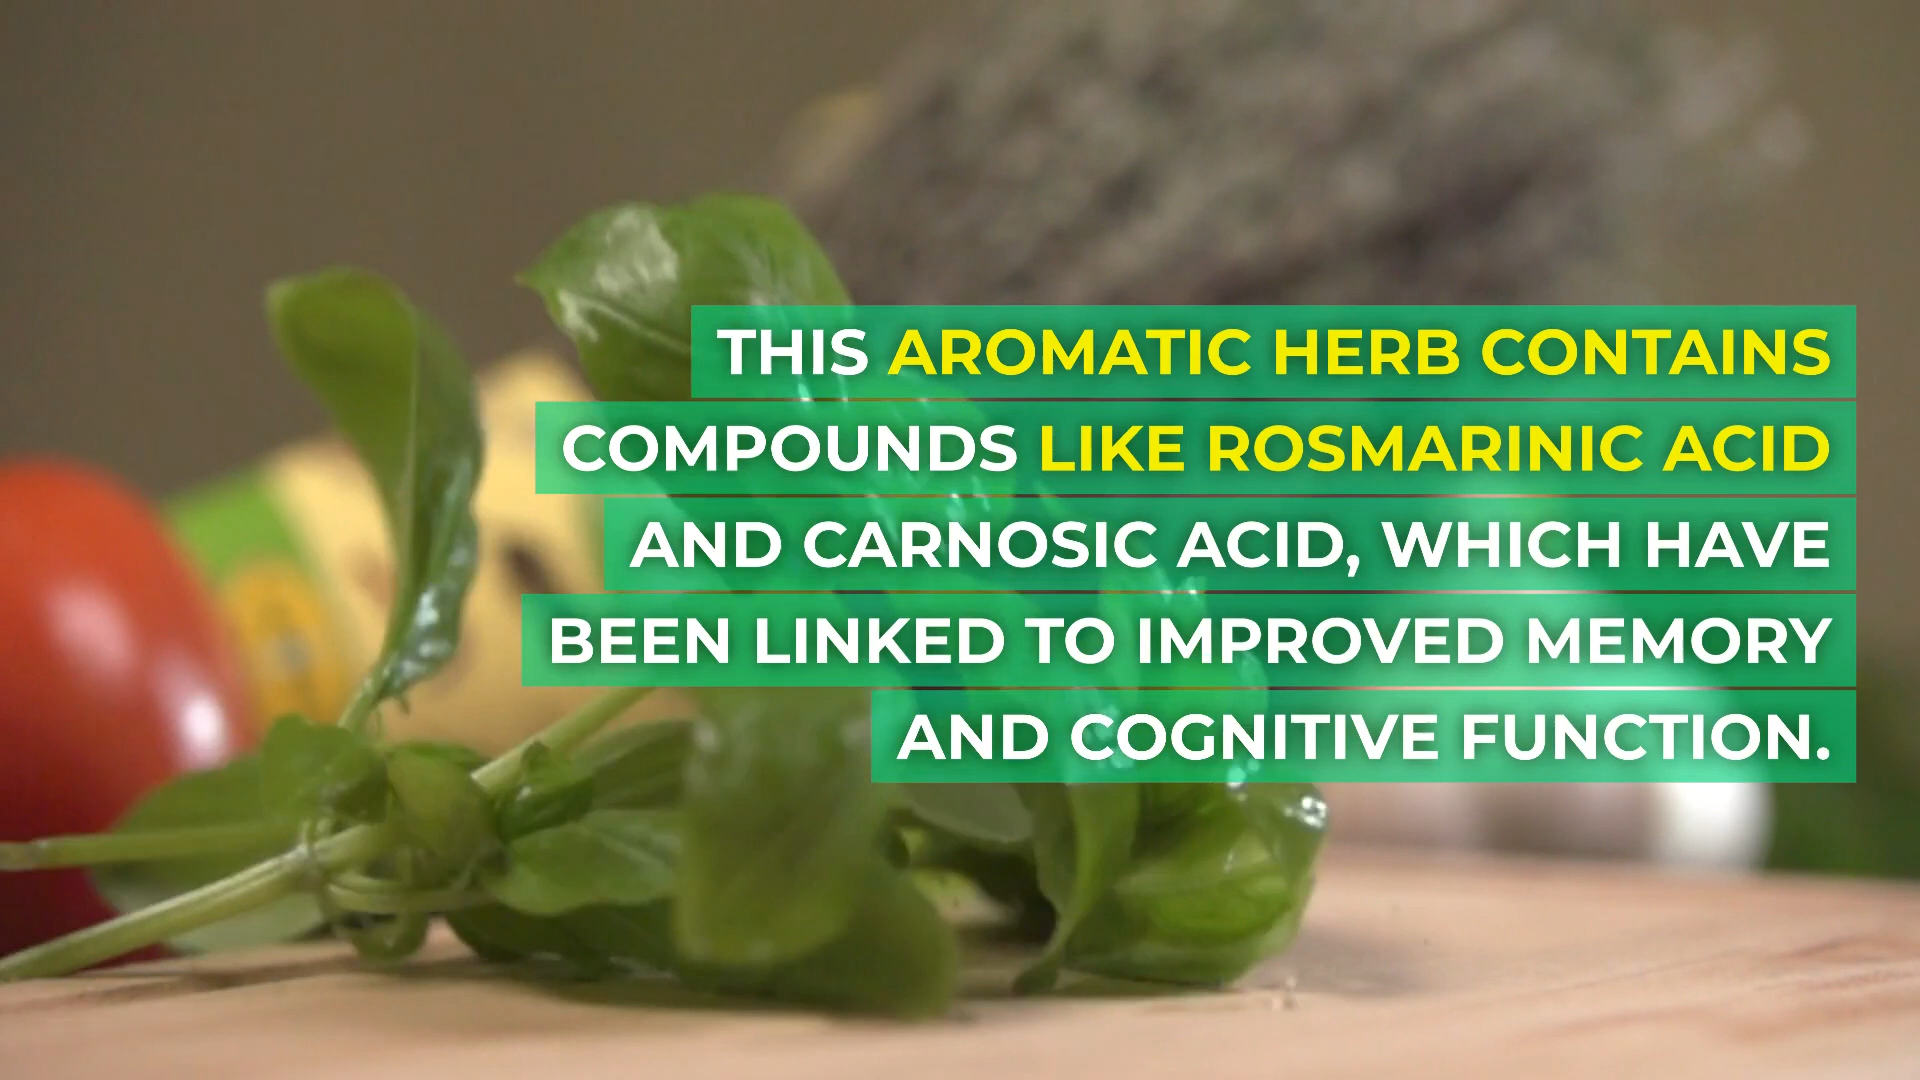 THIS AROMATIC HERB CONTAINS
COMPOUNDS LIKE ROSMARINIC ACID
AND CARNOSIC ACID, WHICH HAVE
BEEN LINKED TO IMPROVED MEMORY
AND COGNITIVE FUNCTION.